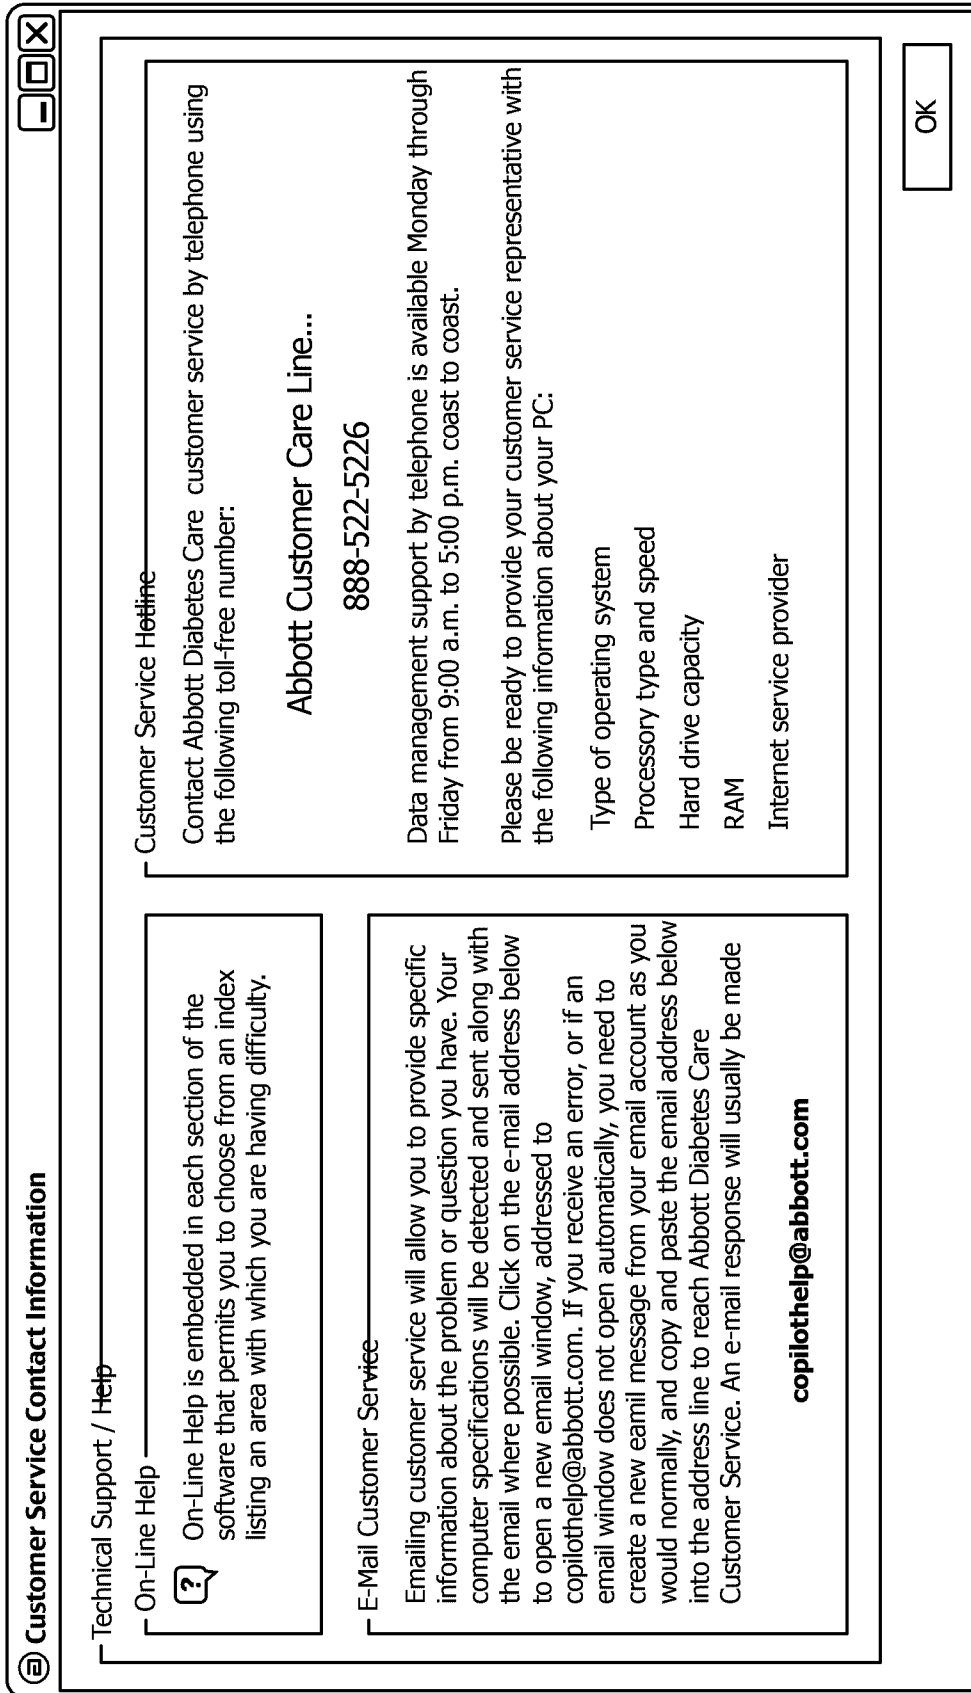 Customer Service Contact Information
Technical Support / Help
On-Line Help
On-Line Help is embedded in each section of the
software that permits you to choose from an index
listing an area with which you are having difficulty.
E-Mail Customer Service
Emailing customer service will allow you to provide specific
information about the problem or question you have. Your
computer specifications will be detected and sent along with
the email where possible. Click on the e-mail address below
to open a new email window, addressed to
copilothelp@abbott.com. If you receive an error, or if an
email window does not open automatically, you need to
create a new eamil message from your email account as you
would normally, and copy and paste the email address below
into the address line to reach Abbott Diabetes Care
Customer Service. An e-mail response will usually be made
copilothelp@abbott.com
Customer Service Hotline
Contact Abbott Diabetes Care customer service by telephone using
the following toll-free number:
Abbott Customer Care Line...
888-522-5226
Data management support by telephone is available Monday through
Friday from 9:00 a.m. to 5:00 p.m. coast to coast.
Please be ready to provide your customer service representative with
the following information about your PC:
Type of operating system
Processory type and speed
Hard drive capacity
RAM
Internet service provider
OK